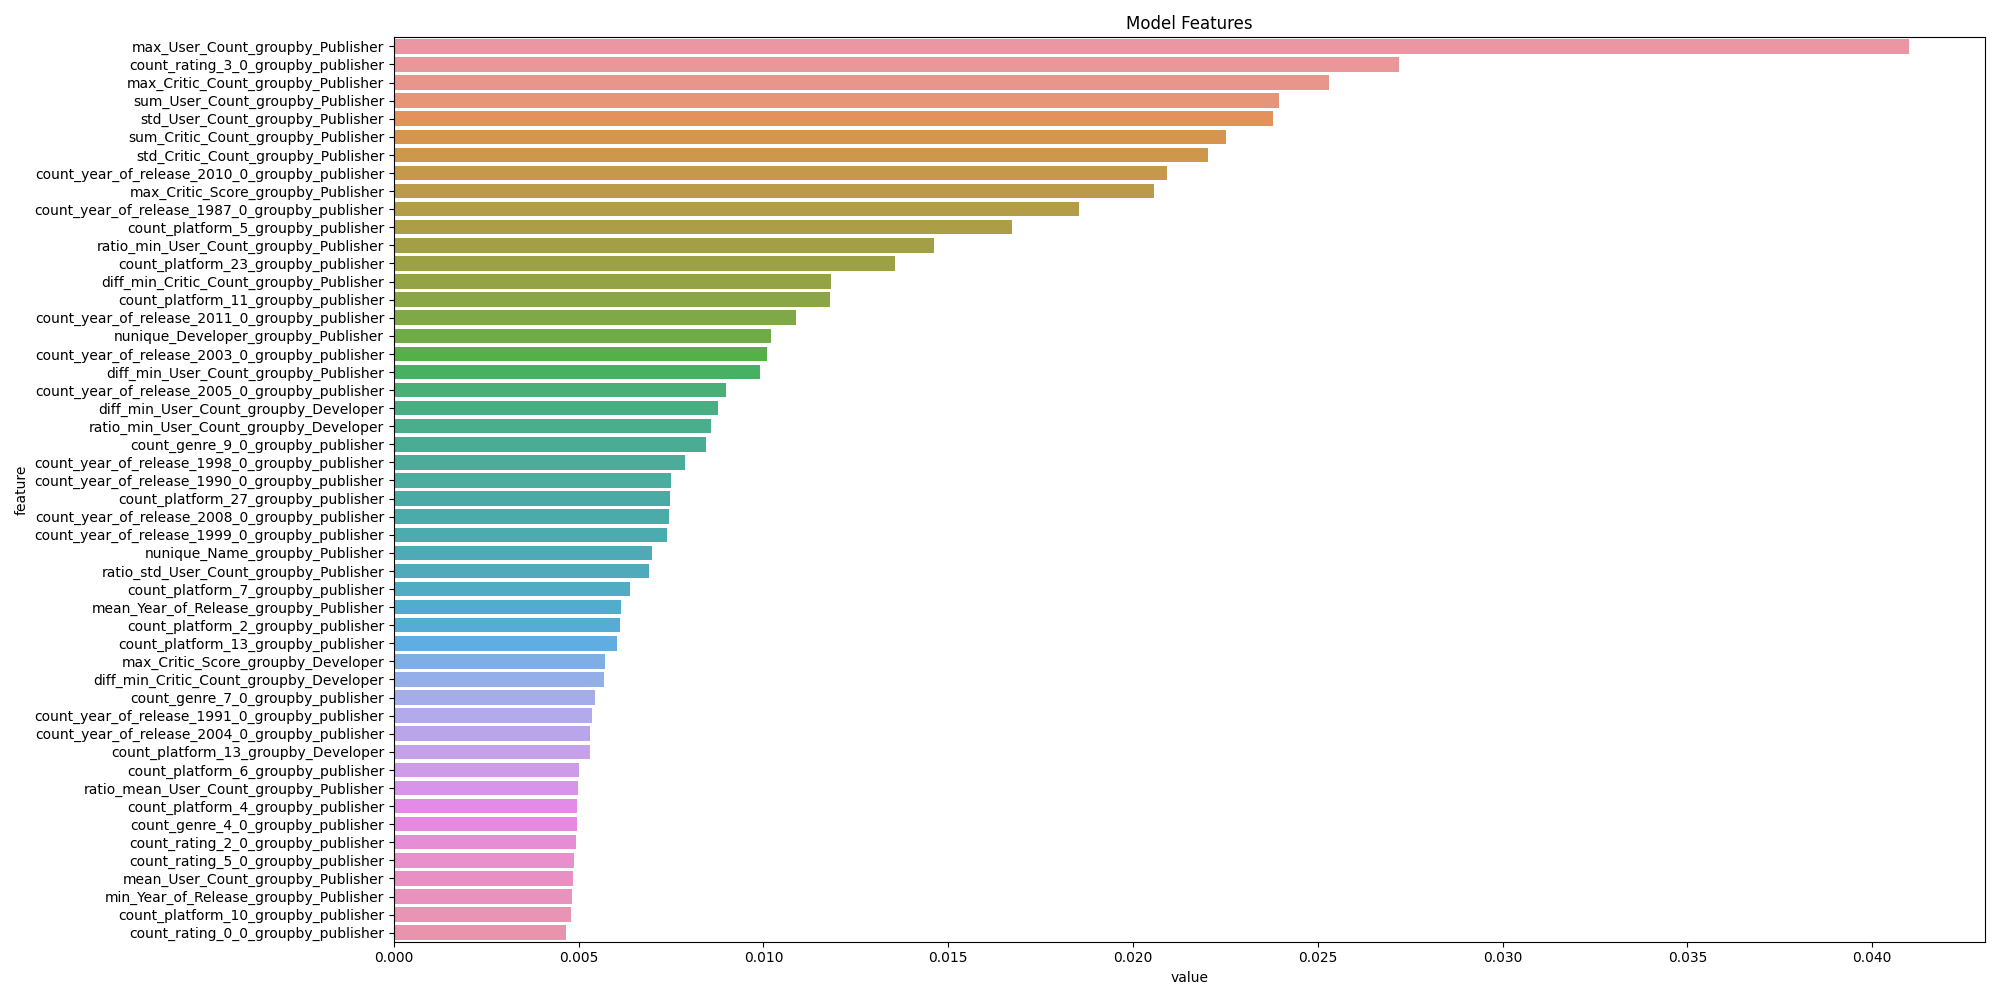 Model Features
max_User_Count_groupby_Publisher
count_rating_3_0_groupby_publisher
max_Critic_Count_groupby_Publisher
sum_User_Count_groupby_Publisher
std_User_Count_groupby_Publisher
sum_Critic_Count_groupby_Publisher
std_Critic_Count_groupby_Publisher
count_year_of_release_2010_0_groupby_publisher
max_Critic_Score_groupby_Publisher
count_year_of_release_1987_0_groupby_publisher
count_platform_5_groupby_publisher
ratio_min_User_Count_groupby_Publisher
count_platform_23_groupby_publisher
diff_min_Critic_Count_groupby_Publisher
count_platform_11_groupby_publisher
count_year_of_release_2011_0_groupby_publisher
nunique_Developer_groupby_Publisher
count_year_of_release_2003_0_groupby_publisher
diff_min_User_Count_groupby_Publisher
count_year_of_release_2005_0_groupby_publisher
diff_min_User_Count_groupby_Developer
ratio_min_User_Count_groupby_Developer
count_genre_9_0_groupby_publisher
count_year_of_release_1998_0_groupby_publisher
count_year_of_release_1990_0_groupby_publisher
count_platform_27_groupby_publisher
count_year_of_release_2008_0_groupby_publisher
count_year_of_release_1999_0_groupby_publisher
nunique_Name_groupby_Publisher
ratio_std_User_Count_groupby_Publisher
count_platform_7_groupby_publisher
mean_Year_of_Release_groupby_Publisher
count_platform_2_groupby_publisher
count_platform_13_groupby_publisher
max_Critic_Score_groupby_Developer
diff_min_Critic_Count_groupby_Developer
count_genre_7_0_groupby_publisher
count_year_of_release_1991_0_groupby_publisher
count_year_of_release_2004_0_groupby_publisher
count_platform_13_groupby_Developer
count_platform_6_groupby_publisher
ratio_mean_User_Count_groupby_Publisher
count_platform_4_groupby_publisher
count_genre_4_0_groupby_publisher
count_rating_2_0_groupby_publisher
count_rating_5_0_groupby_publisher
mean_User_Count_groupby_Publisher
min_Year_of_Release_groupby_Publisher
count_platform_10_groupby_publisher
count_rating_0_0_groupby_publisher
feature
0.000 0.005 0.010 0.015 0.020 0.025 0.030 0.035 0.040
value